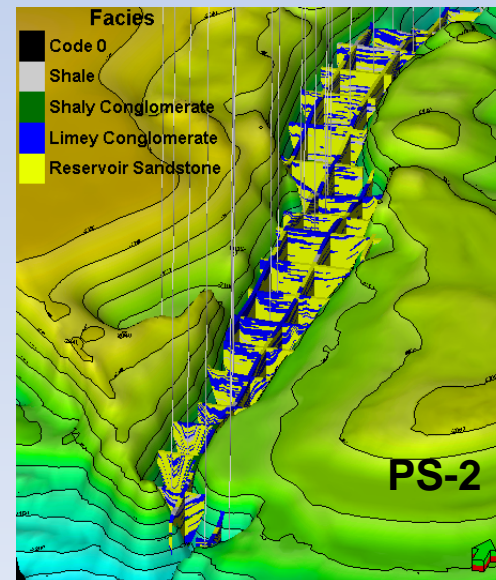 Facies
Code 0
Shale
Shaly Conglomerate
Limey Conglomerate
Reservoir Sandstone
PS-2